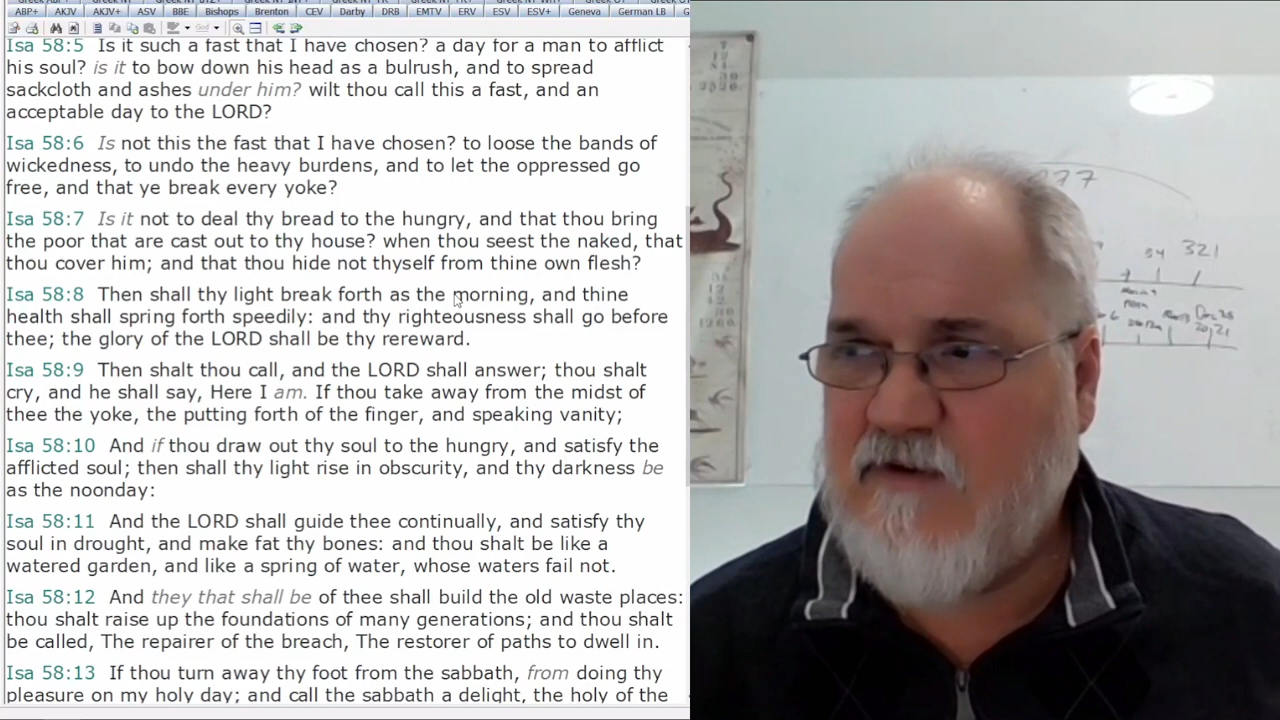 ABP+ AKJV AKJV+ ASV BBE Bishops Brenton CEV Darby DRB EMTV ERV ESV ESV+ Geneva German LB
Isa 58:5 Is it such a fast that I have chosen? a day for a man to afflict
his soul? is it to bow down his head as a bulrush, and to spread
sackcloth and ashes under him? wilt thou call this a fast, and an
acceptable day to the LORD?
Isa 58:6 Is not this the fast that I have chosen? to loose the bands of
wickedness, to undo the heavy burdens, and to let the oppressed go
free, and that ye break every yoke?
Isa 58:7 Is it not to deal thy bread to the hungry, and that thou bring
the poor that are cast out to thy house? when thou seest the naked, that
thou cover him; and that thou hide not thyself from thine own flesh?
Isa 58:8 Then shall thy light break forth as the morning, and thine
health shall spring forth speedily: and thy righteousness shall go before
thee; the glory of the LORD shall be thy rereward.
Isa 58:9 Then shalt thou call, and the LORD shall answer; thou shalt
cry, and he shall say, Here I am. If thou take away from the midst of
thee the yoke, the putting forth of the finger, and speaking vanity;
Isa 58:10 And if thou draw out thy soul to the hungry, and satisfy the
afflicted soul; then shall thy light rise in obscurity, and thy darkness be
as the noonday:
Isa 58:11 And the LORD shall guide thee continually, and satisfy thy
soul in drought, and make fat thy bones: and thou shalt be like a
watered garden, and like a spring of water, whose waters fail not.
Isa 58:12 And they that shall be of thee shall build the old waste places:
thou shalt raise up the foundations of many generations; and thou shalt
be called, The repairer of the breach, The restorer of paths to dwell in.
Isa 58:13 If thou turn away thy foot from the sabbath, from doing thy
pleasure on my holy day; and call the sabbath a delight, the holy of the
321